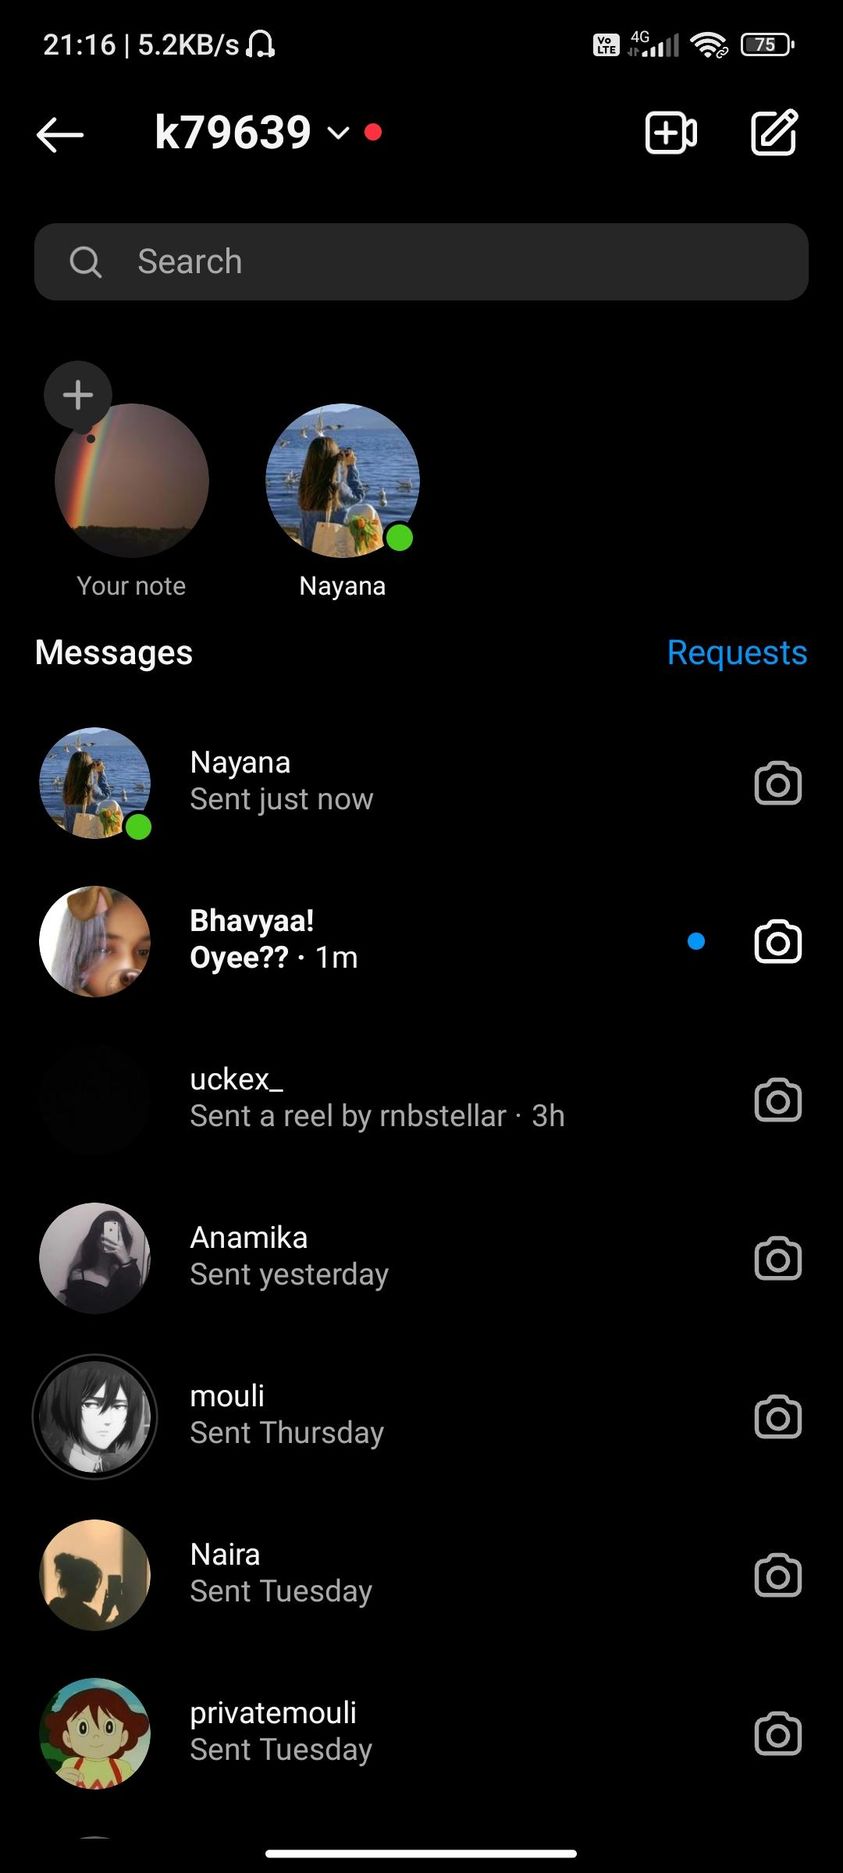 21:16 | 5.2KB/s
Vo LTE 4G 75
k79639
Search
Your note
Nayana
Messages
Requests
Nayana
Sent just now
Bhavyaa!
Oyee?? · 1m
uckex_
Sent a reel by rnbstellar · 3h
Anamika
Sent yesterday
mouli
Sent Thursday
Naira
Sent Tuesday
privatemouli
Sent Tuesday